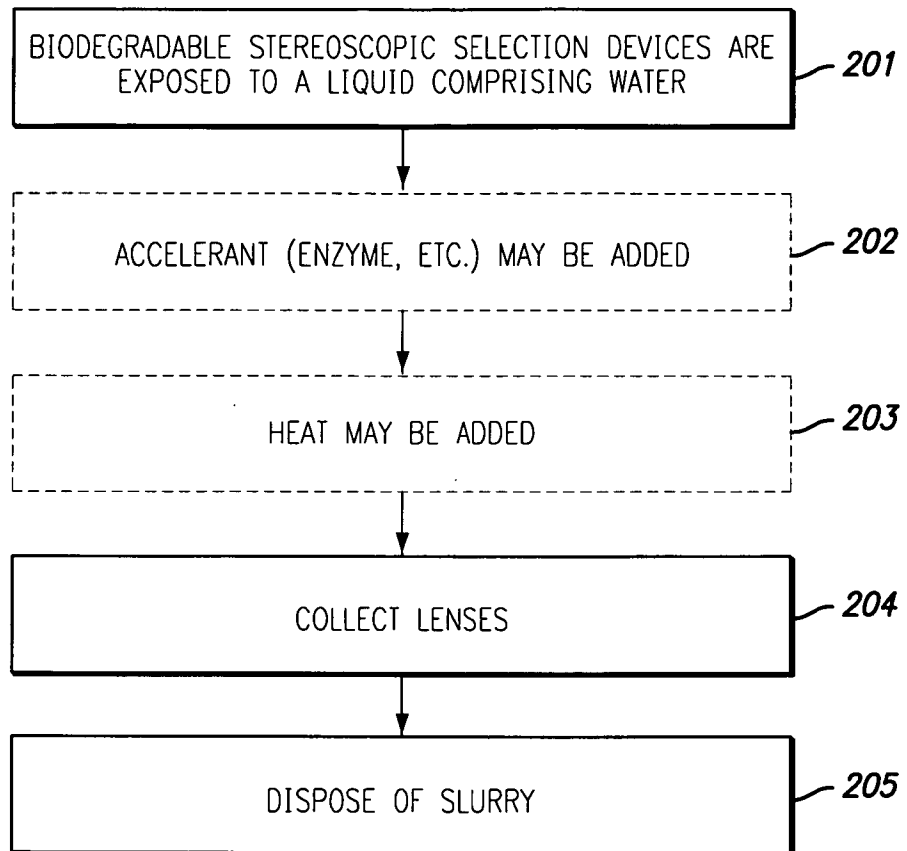 BIODEGRADABLE STEREOSCOPIC SELECTION DEVICES ARE
EXPOSED TO A LIQUID COMPRISING WATER
201
ACCELERANT (ENZYME, ETC.) MAY BE ADDED
202
HEAT MAY BE ADDED
203
COLLECT LENSES
204
DISPOSE OF SLURRY
205